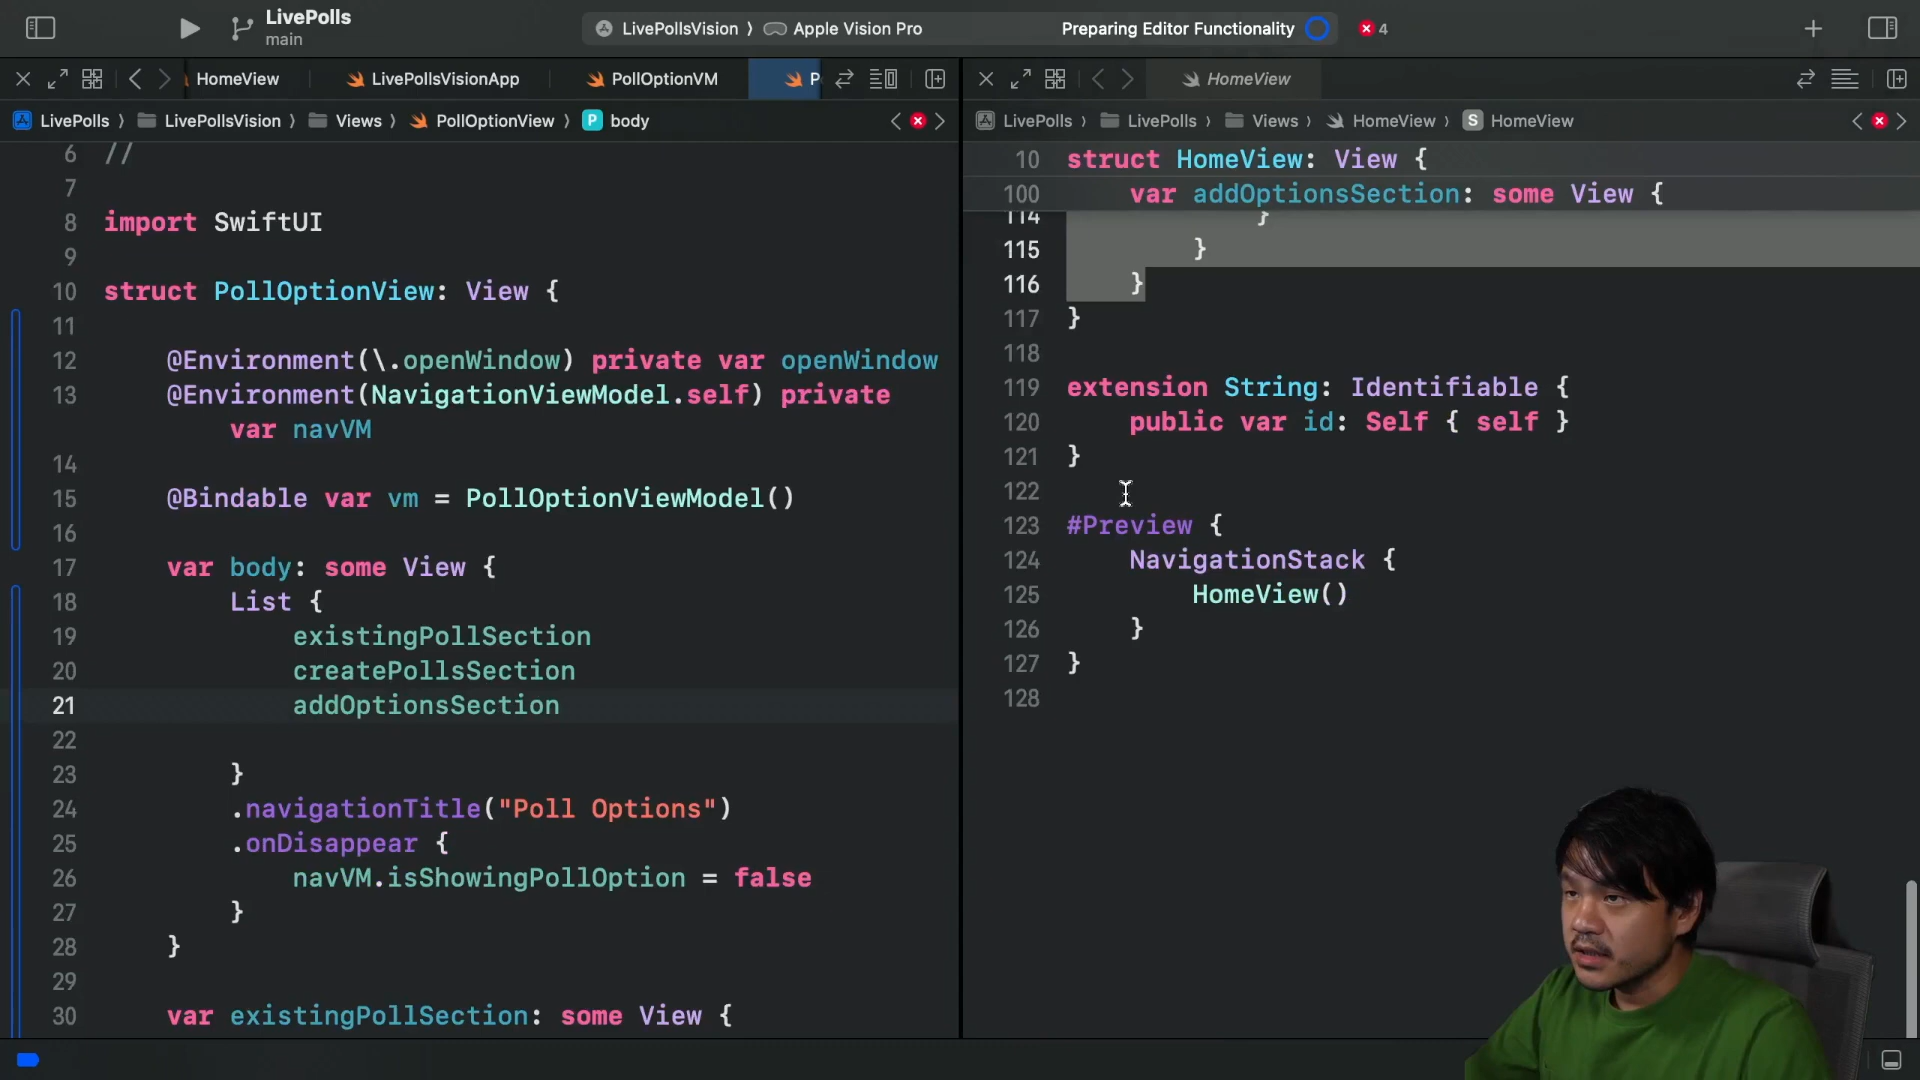 LivePolls
main
LivePollsVision ⟩ Apple Vision Pro
Preparing Editor Functionality
4
HomeView
LivePollsVisionApp
PollOptionVM
P
LivePolls ⟩ LivePollsVision ⟩ Views ⟩ PollOptionView ⟩ P body
6 //
7
8 import SwiftUI
9
10 struct PollOptionView: View {
11
12 @Environment(\.openWindow) private var openWindow
13 @Environment(NavigationViewModel.self) private
var navVM
14
15 @Bindable var vm = PollOptionViewModel()
16
17 var body: some View {
18 List {
19 existingPollSection
20 createPollsSection
21 addOptionsSection
22
23 }
24 .navigationTitle("Poll Options")
25 .onDisappear {
26 navVM.isShowingPollOption = false
27 }
28 }
29
30 var existingPollSection: some View {
HomeView
LivePolls ⟩ LivePolls ⟩ Views ⟩ HomeView ⟩ S HomeView
10 struct HomeView: View {
100 var addOptionsSection: some View {
114 }
115 }
116 }
117 }
118
119 extension String: Identifiable {
120 public var id: Self { self }
121 }
122
123 #Preview {
124 NavigationStack {
125 HomeView()
126 }
127 }
128